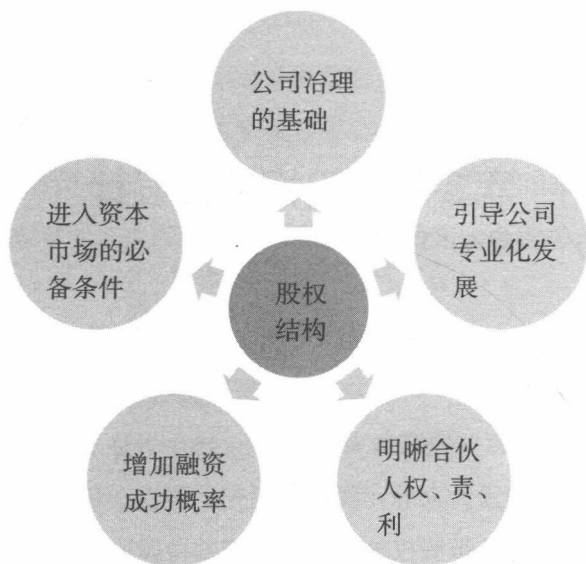 公司治理
的基础
进入资本
市场的必
备条件
引导公司
专业化发
展
股权
结构
增加融资
成功概率
明晰合伙
人权、责、
利